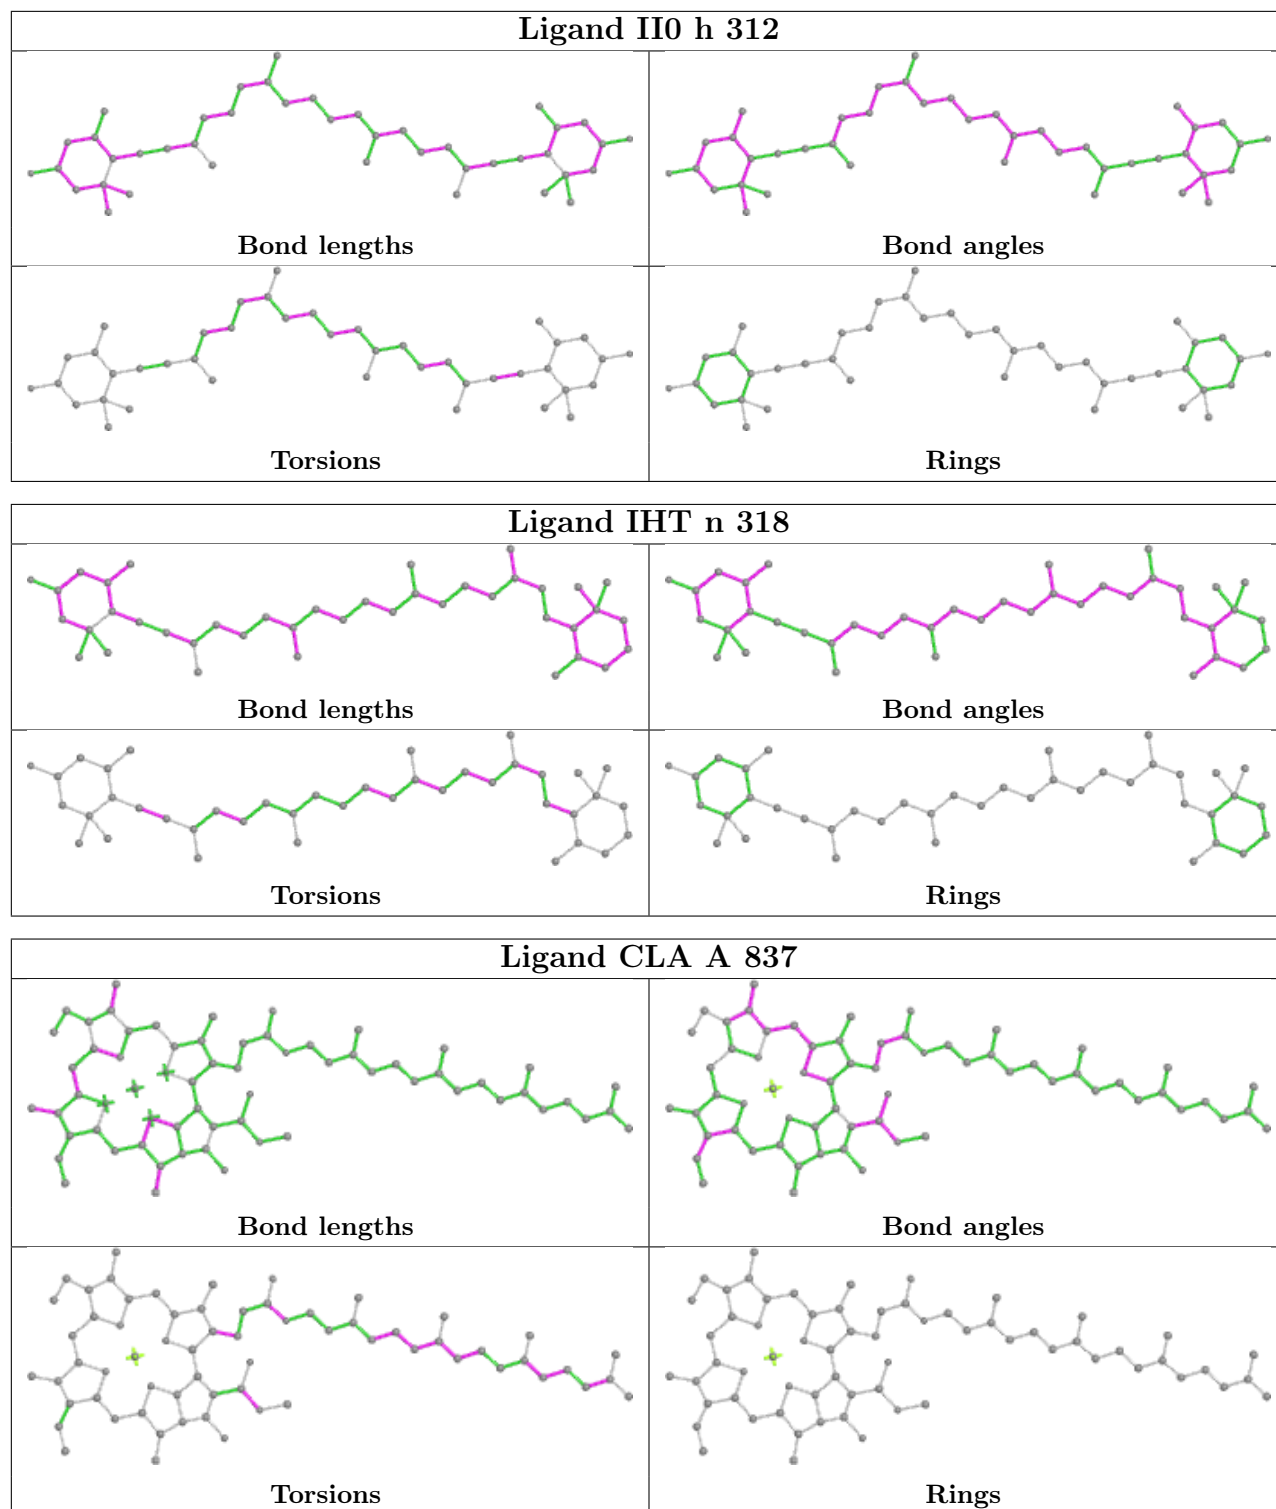 Ligand II0 h 312
Bond lengths
Bond angles
Torsions
Rings
Ligand IHT n 318
Bond lengths
Bond angles
Torsions
Rings
Ligand CLA A 837
Bond lengths
Bond angles
Torsions
Rings